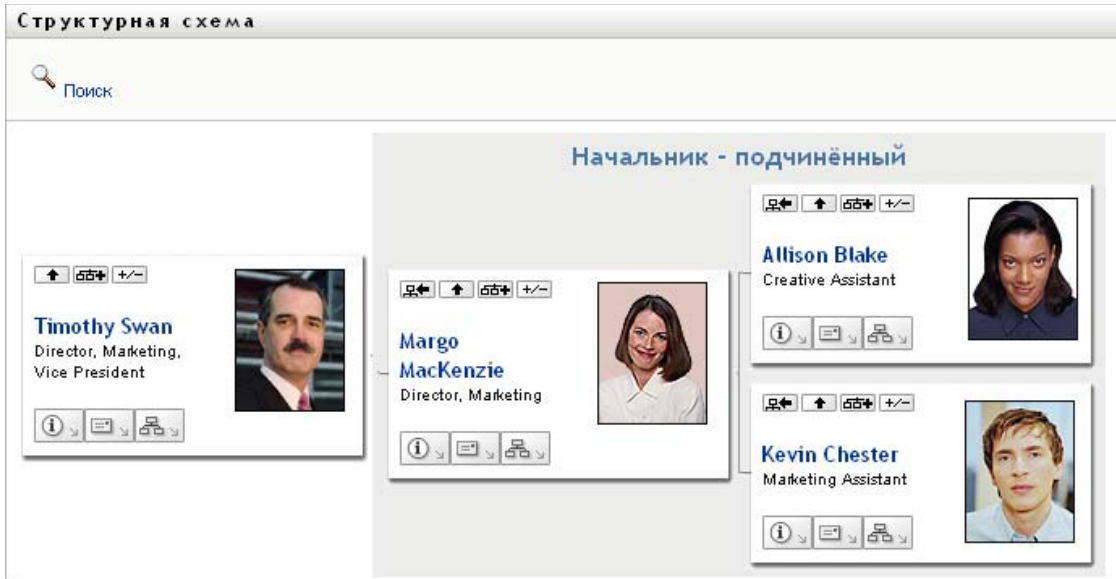 Структурная схема
Поиск
Начальник - подчинённый
Timothy Swan
Director, Marketing,
Vice President
Margo
MacKenzie
Director, Marketing
Allison Blake
Creative Assistant
Kevin Chester
Marketing Assistant